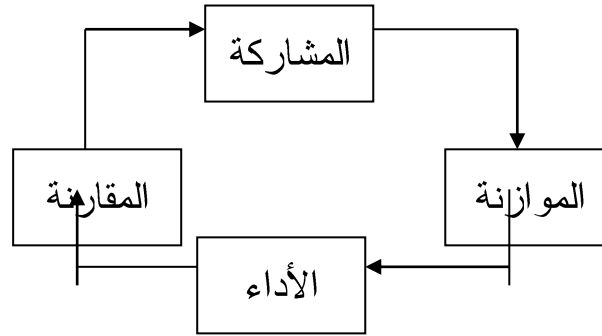 المشاركة
الموازنة
المقارنة
الأداء